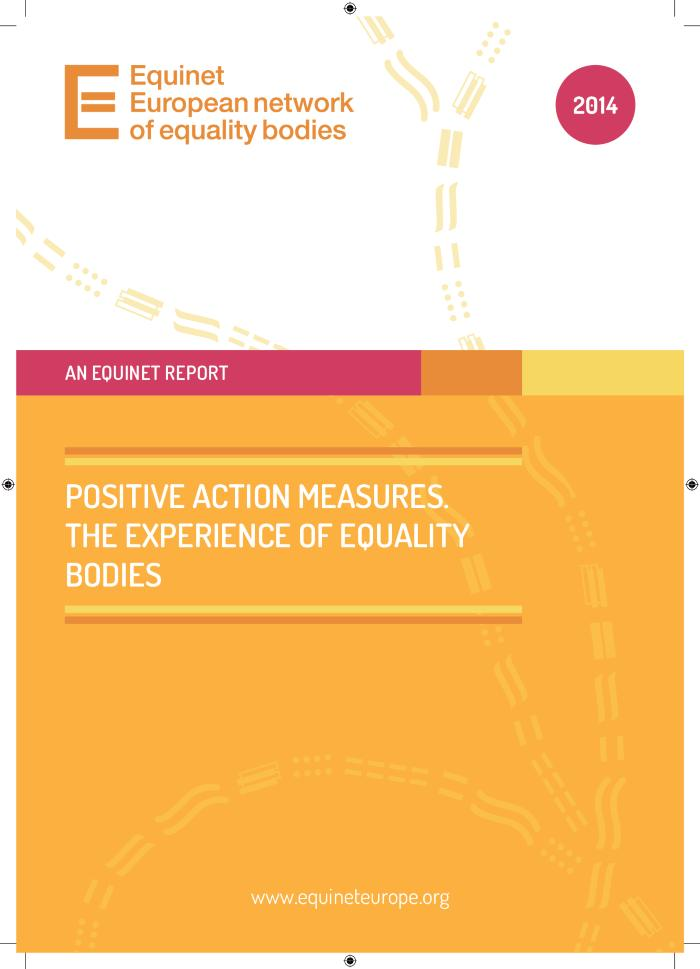 Equinet
European network
of equality bodies
2014
AN EQUINET REPORT
POSITIVE ACTION MEASURES.
THE EXPERIENCE OF EQUALITY
BODIES
www.equineteurope.org